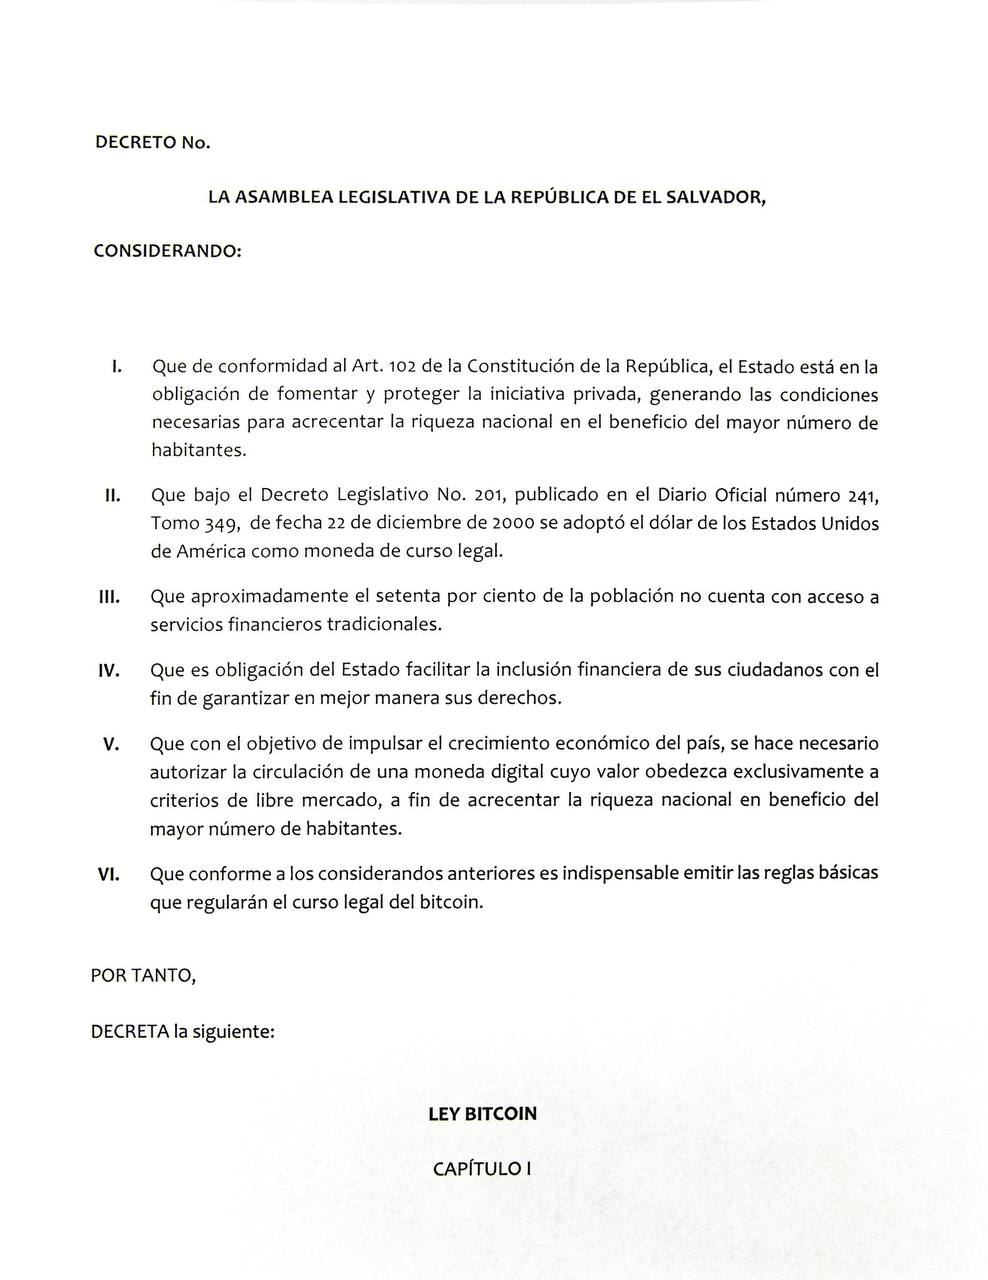 DECRETO No.
LA ASAMBLEA LEGISLATIVA DE LA REPÚBLICA DE EL SALVADOR,
CONSIDERANDO:
I. Que de conformidad al Art. 102 de la Constitución de la República, el Estado está en la
obligación de fomentar y proteger la iniciativa privada, generando las condiciones
necesarias para acrecentar la riqueza nacional en el beneficio del mayor número de
habitantes.
II. Que bajo el Decreto Legislativo No. 201, publicado en el Diario Oficial número 241,
Tomo 349, de fecha 22 de diciembre de 2000 se adoptó el dólar de los Estados Unidos
de América como moneda de curso legal.
III. Que aproximadamente el setenta por ciento de la población no cuenta con acceso a
servicios financieros tradicionales.
IV. Que es obligación del Estado facilitar la inclusión financiera de sus ciudadanos con el
fin de garantizar en mejor manera sus derechos.
V. Que con el objetivo de impulsar el crecimiento económico del país, se hace necesario
autorizar la circulación de una moneda digital cuyo valor obedezca exclusivamente a
criterios de libre mercado, a fin de acrecentar la riqueza nacional en beneficio del
mayor número de habitantes.
VI. Que conforme a los considerandos anteriores es indispensable emitir las reglas básicas
que regularán el curso legal del bitcoin.
POR TANTO,
DECRETA la siguiente:
LEY BITCOIN
CAPÍTULO I